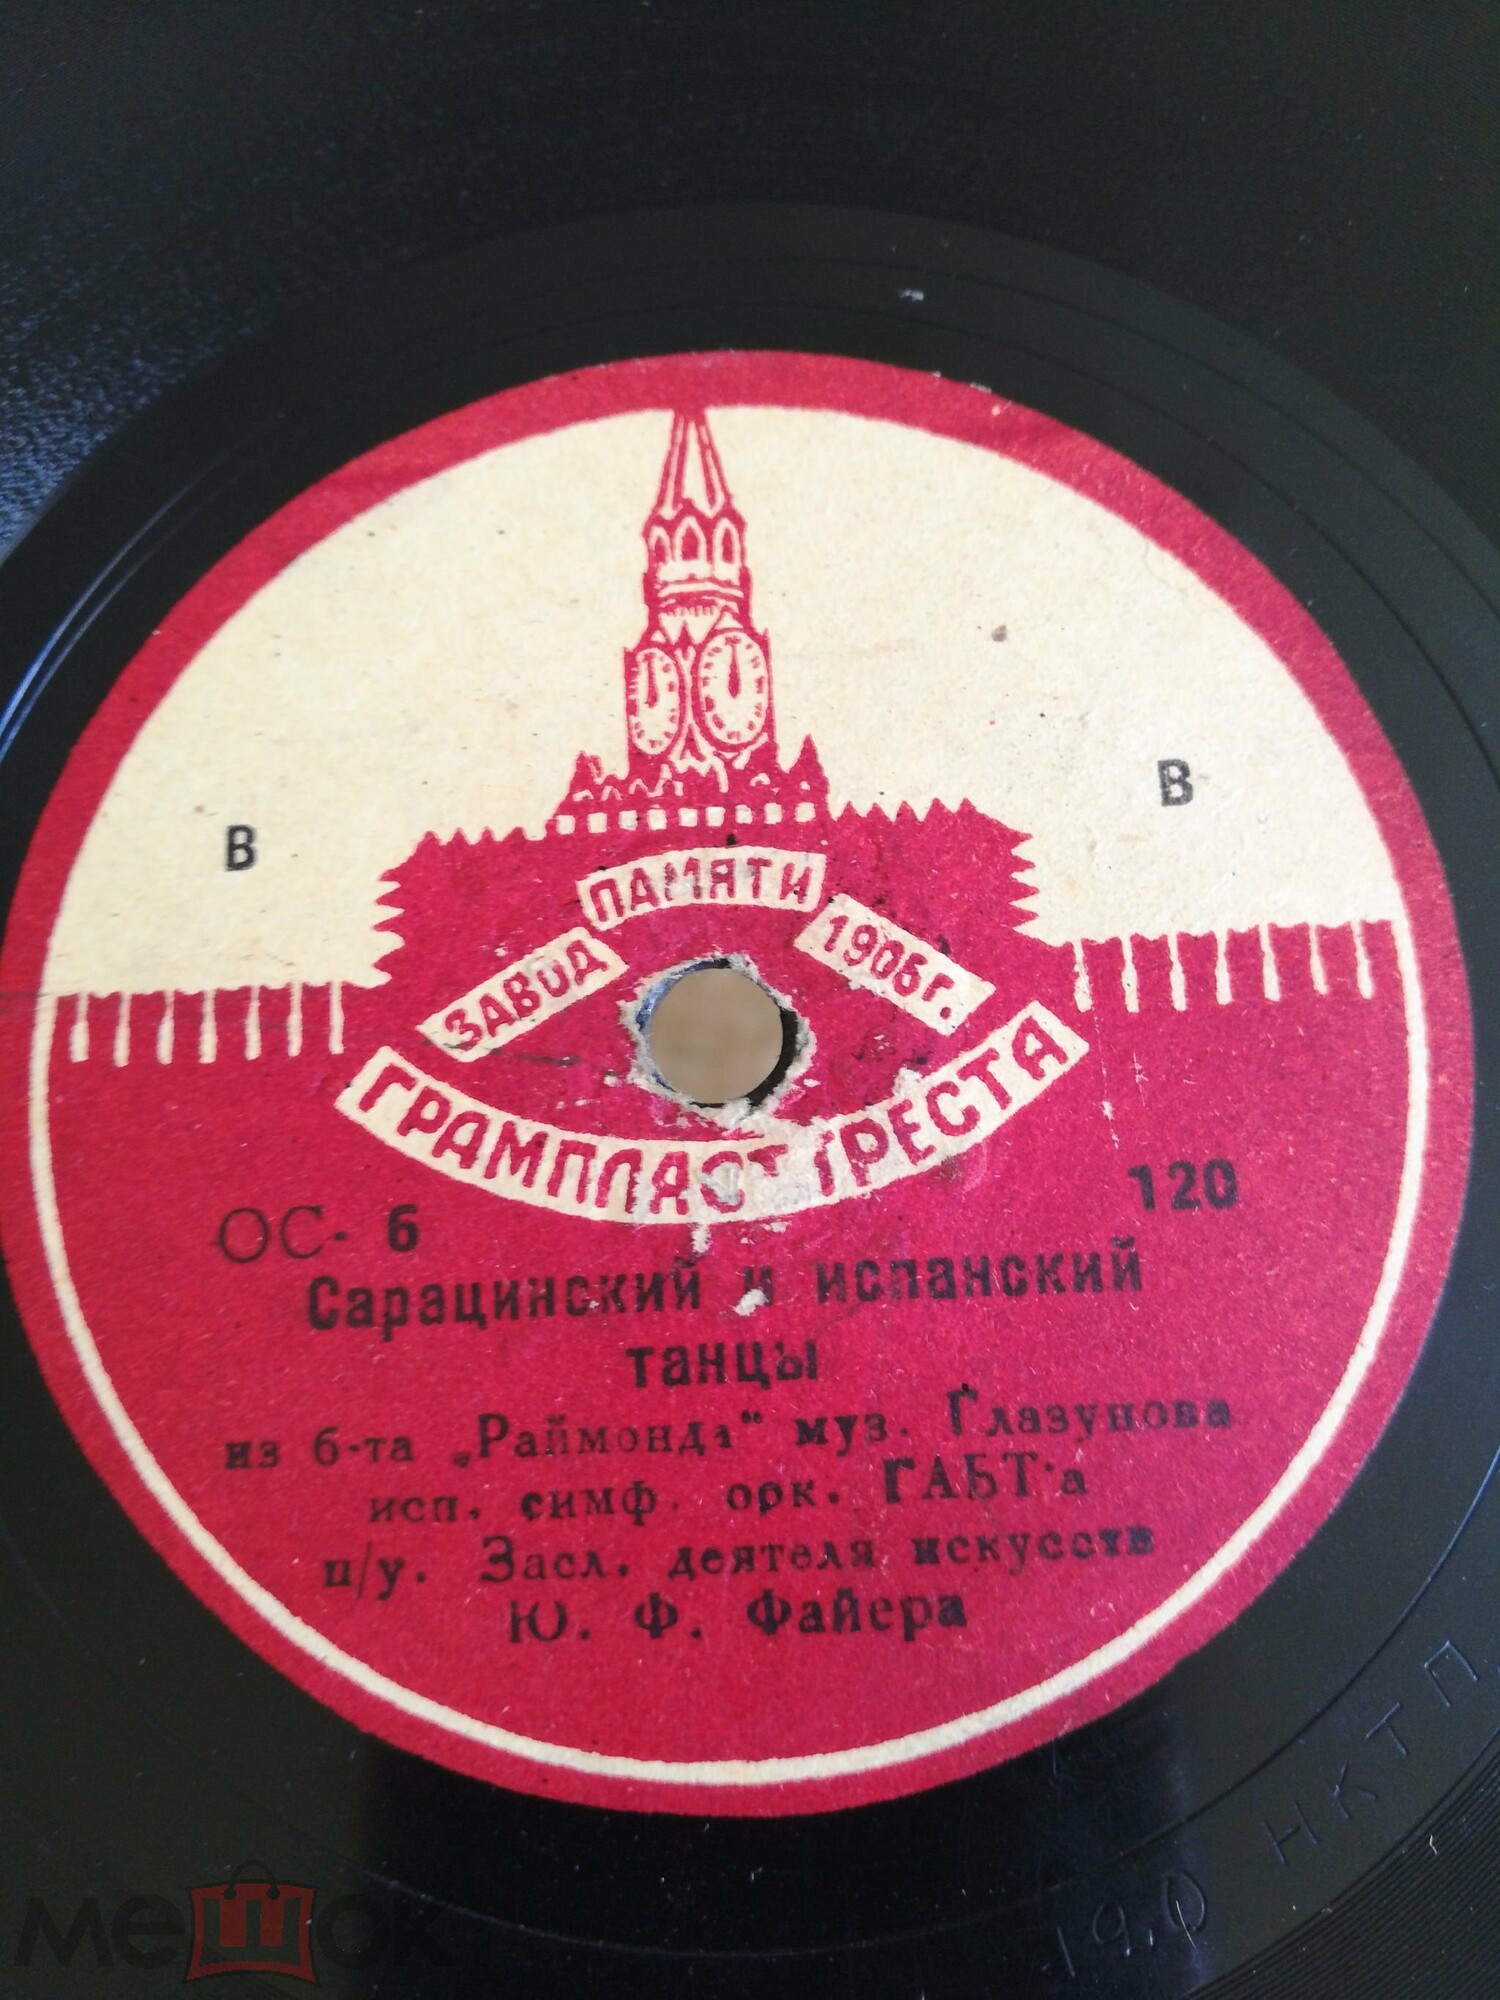 В
В
ЗАВОД ПАМЯТИ 1905г.
ГРАМПЛАСТТРЕСТА
ОС- 6
120
Сарацинский и испанский
танцы
из б-та „Раймонда" муз. Глазунова
исп. симф. орк. ГАБТ'а
п/у. Засл. деятеля искусств
Ю. Ф. Файера
НКТП
мешок